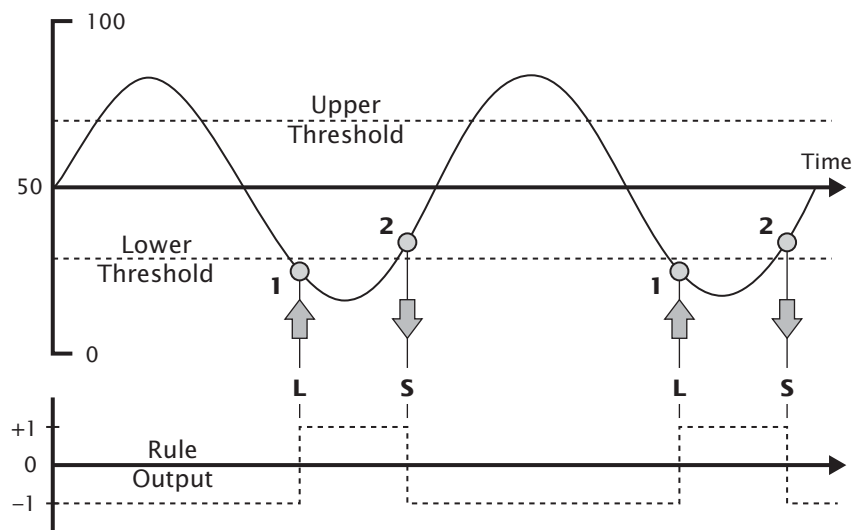 100
Upper
Threshold
Time
50
2 2
Lower
Threshold
1 1
0
L S L S
+1
Rule
0
Output
−1